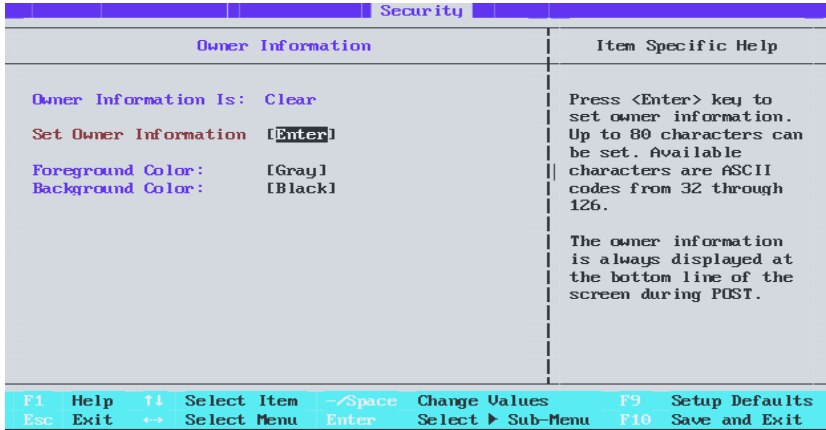 Security
Owner Information
Item Specific Help
Owner Information Is: Clear
Set Owner Information [Enter]
Foreground Color: [Gray]
Background Color: [Black]
Press <Enter> key to
set owner information.
Up to 80 characters can
be set. Available
characters are ASCII
codes from 32 through
126.
The owner information
is always displayed at
the bottom line of the
screen during POST.
F1 Help ↑↓ Select Item -/Space Change Values F9 Setup Defaults
Esc Exit ↔ Select Menu Enter Select ▶ Sub-Menu F10 Save and Exit